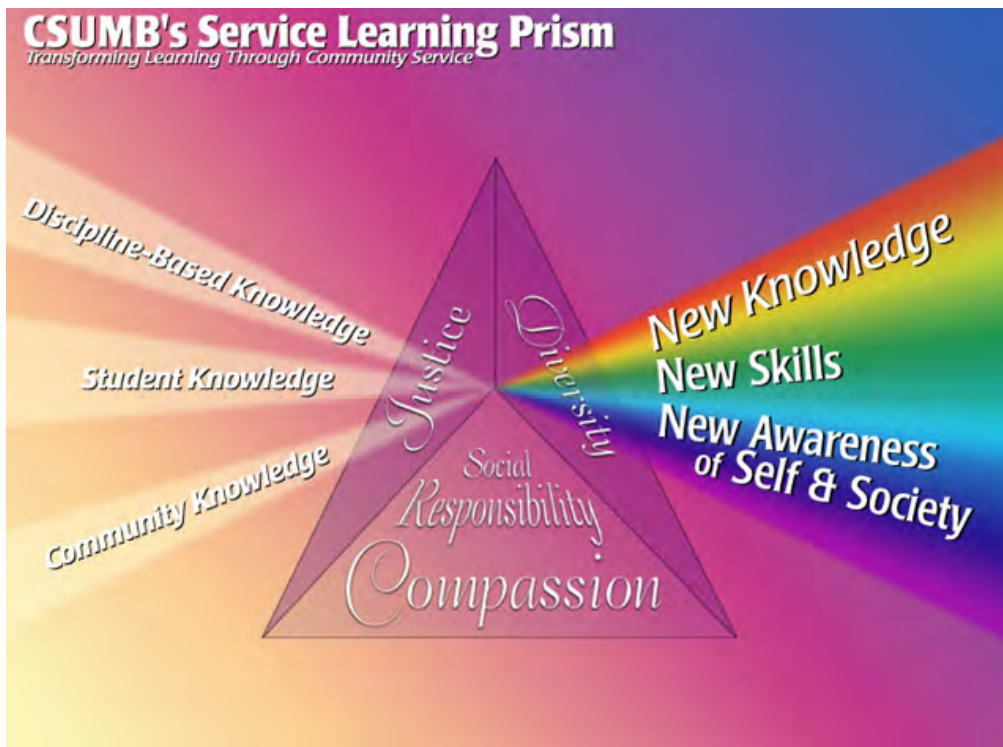 CSUMB's Service Learning Prism
Transforming Learning Through Community Service
Discipline-Based Knowledge
Student Knowledge
Community Knowledge
Justice
Diversity
Social
Responsibility
Compassion
New Knowledge
New Skills
New Awareness
of Self & Society